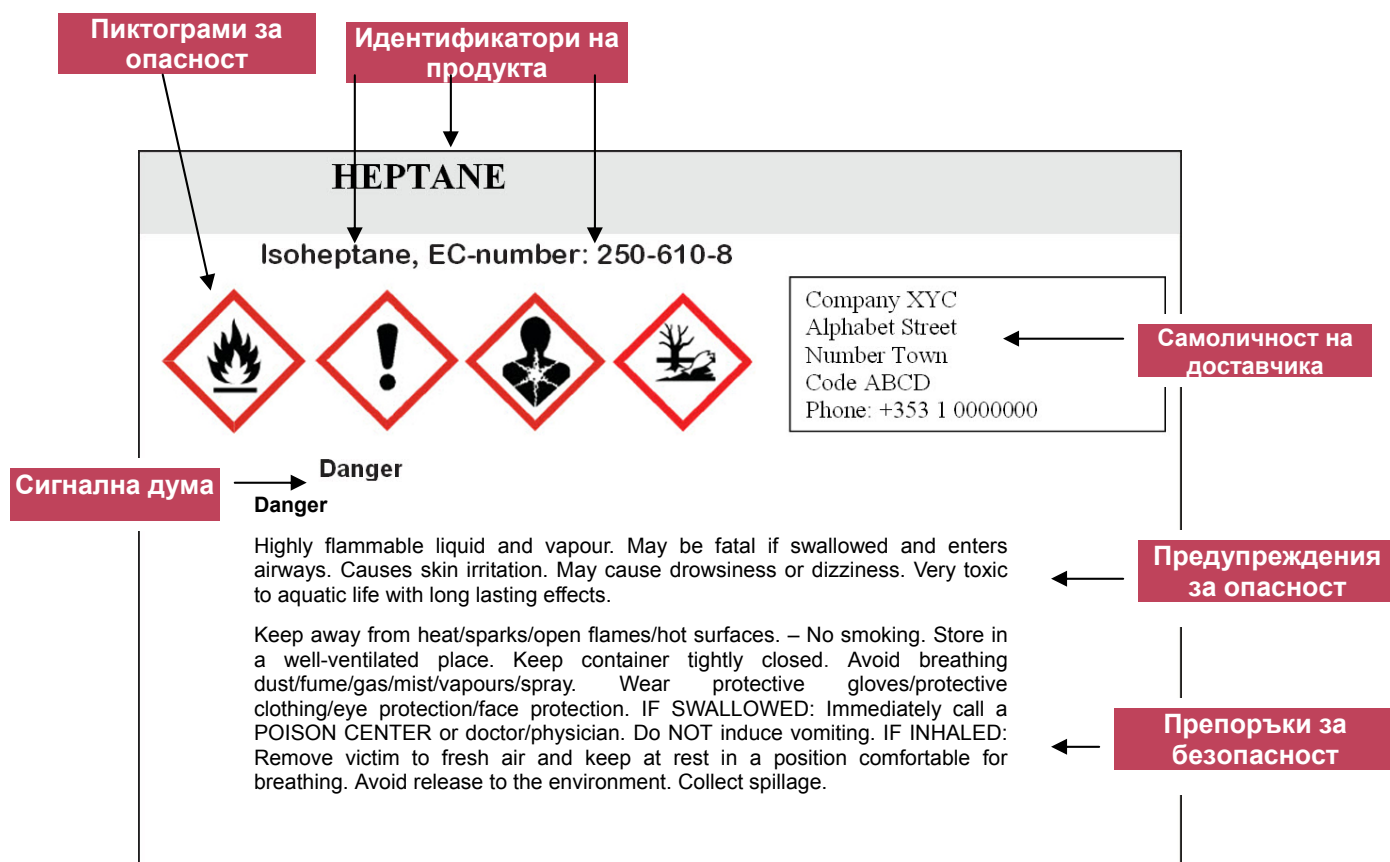 Пиктограми за
опасност
Идентификатори на
продукта
HEPTANE
Isoheptane, EC-number: 250-610-8
Company XYC
Alphabet Street
Number Town
Code ABCD
Phone: +353 1 0000000
Самоличност на
доставчика
Danger
Сигнална дума
Danger
Highly flammable liquid and vapour. May be fatal if swallowed and enters
airways. Causes skin irritation. May cause drowsiness or dizziness. Very toxic
to aquatic life with long lasting effects.
Предупреждения
за опасност
Keep away from heat/sparks/open flames/hot surfaces. – No smoking. Store in
a well-ventilated place. Keep container tightly closed. Avoid breathing
dust/fume/gas/mist/vapours/spray. Wear protective gloves/protective
clothing/eye protection/face protection. IF SWALLOWED: Immediately call a
POISON CENTER or doctor/physician. Do NOT induce vomiting. IF INHALED:
Remove victim to fresh air and keep at rest in a position comfortable for
breathing. Avoid release to the environment. Collect spillage.
Препоръки за
безопасност